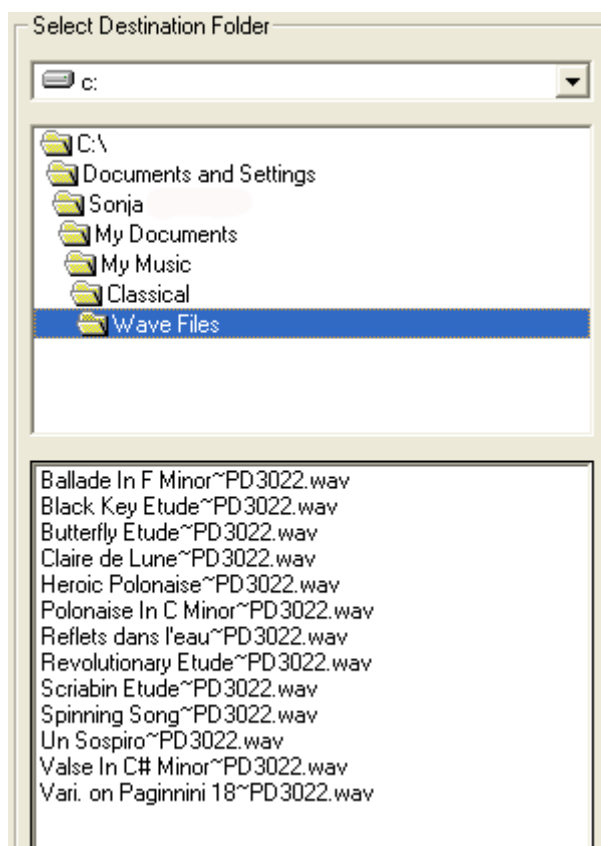 Select Destination Folder
c:
C:\
Documents and Settings
Sonja
My Documents
My Music
Classical
Wave Files
Ballade In F Minor~PD3022.wav
Black Key Etude~PD3022.wav
Butterfly Etude~PD3022.wav
Claire de Lune~PD3022.wav
Heroic Polonaise~PD3022.wav
Polonaise In C Minor~PD3022.wav
Reflets dans l'eau~PD3022.wav
Revolutionary Etude~PD3022.wav
Scriabin Etude~PD3022.wav
Spinning Song~PD3022.wav
Un Sospiro~PD3022.wav
Valse In C# Minor~PD3022.wav
Vari. on Paginnini 18~PD3022.wav